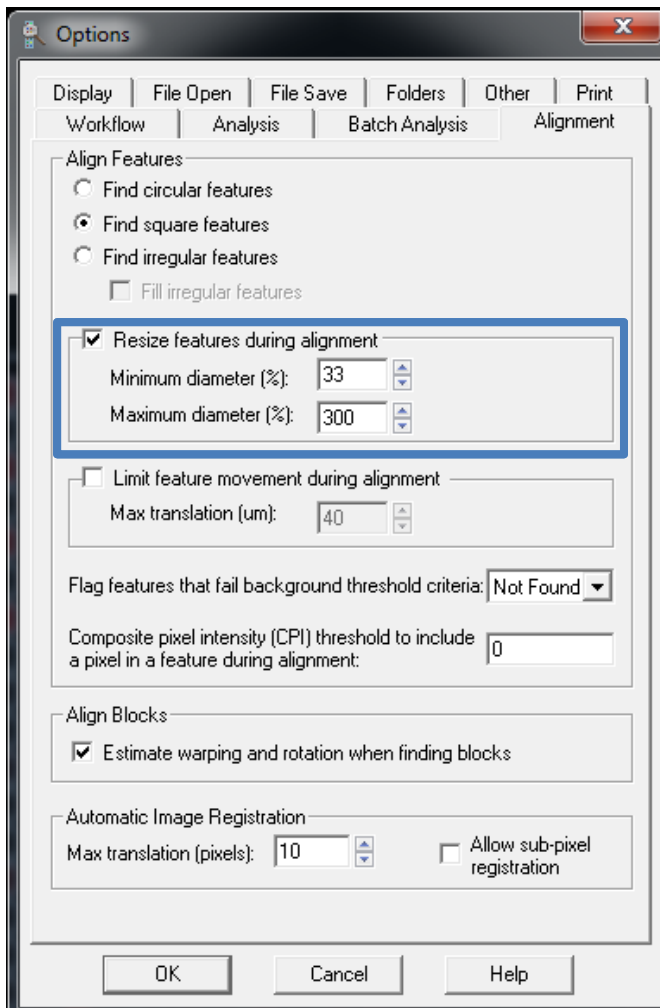 Options
Display File Open File Save Folders Other Print
Workflow Analysis Batch Analysis Alignment
Align Features
Find circular features
Find square features
Find irregular features
Fill irregular features
Resize features during alignment
Minimum diameter (%): 33
Maximum diameter (%): 300
Limit feature movement during alignment
Max translation (um): 40
Flag features that fail background threshold criteria: Not Found
Composite pixel intensity (CPI) threshold to include
a pixel in a feature during alignment: 0
Align Blocks
Estimate warping and rotation when finding blocks
Automatic Image Registration
Max translation (pixels): 10 Allow sub-pixel
registration
OK Cancel Help